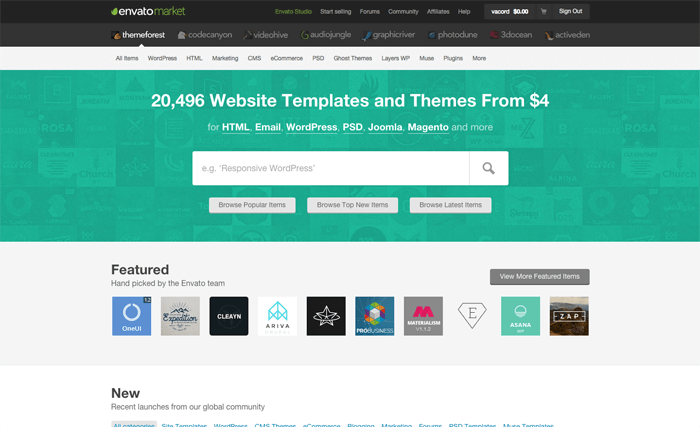 envatomarket
Envato Studio Start selling Forums Community Affiliates Help vacord $0.00 Sign Out
themeforest codecanyon videohive audiojungle graphicriver photodune 3docean activeden
All Items WordPress HTML Marketing CMS eCommerce PSD Ghost Themes Layers WP Muse Plugins More
20,496 Website Templates and Themes From $4
for HTML, Email, WordPress, PSD, Joomla, Magento and more
e.g. 'Responsive WordPress'
Browse Popular Items Browse Top New Items Browse Latest Items
Featured
Hand picked by the Envato team
View More Featured Items
1.2
OneUI
Expedition
CLEAYN
ARIVA
PROBUSINESS
MATERIALISM
V1.1.2
E
ASANA
ZAP
New
Recent launches from our global community
All categories Site Templates WordPress CMS Themes eCommerce Blogging Marketing Forums PSD Templates Muse Templates